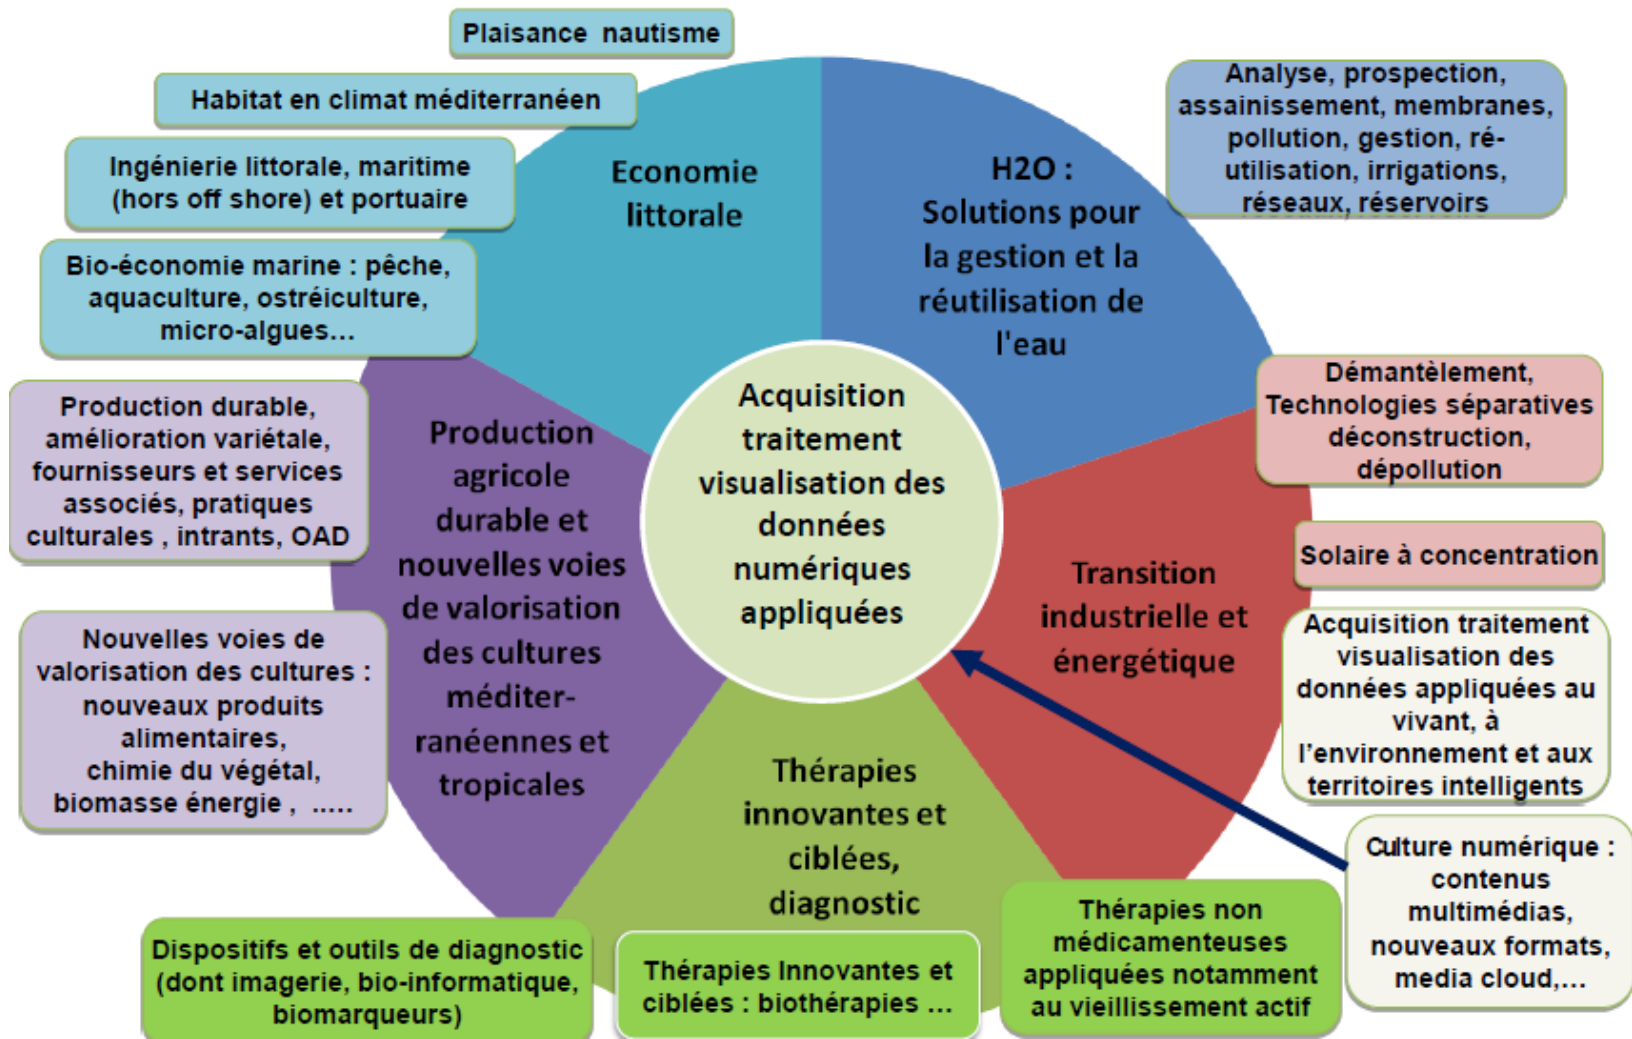 Plaisance nautisme
Habitat en climat méditerranéen
Ingénierie littorale, maritime
(hors off shore) et portuaire
Bio-économie marine : pêche,
aquaculture, ostréiculture,
micro-algues…
Production durable,
amélioration variétale,
fournisseurs et services
associés, pratiques
culturales , intrants, OAD
Nouvelles voies de
valorisation des cultures :
nouveaux produits
alimentaires,
chimie du végétal,
biomasse énergie , …..
Dispositifs et outils de diagnostic
(dont imagerie, bio-informatique,
biomarqueurs)
Thérapies Innovantes et
ciblées : biothérapies …
Thérapies non
médicamenteuses
appliquées notamment
au vieillissement actif
Economie
littorale
H2O :
Solutions pour
la gestion et la
réutilisation de
l'eau
Production
agricole
durable et
nouvelles voies
de valorisation
des cultures
méditer-
ranéennes et
tropicales
Acquisition
traitement
visualisation des
données
numériques
appliquées
Transition
industrielle et
énergétique
Thérapies
innovantes et
ciblées,
diagnostic
Analyse, prospection,
assainissement, membranes,
pollution, gestion, ré-
utilisation, irrigations,
réseaux, réservoirs
Démantèlement,
Technologies séparatives
déconstruction,
dépollution
Solaire à concentration
Acquisition traitement
visualisation des
données appliquées au
vivant, à
l’environnement et aux
territoires intelligents
Culture numérique :
contenus
multimédias,
nouveaux formats,
media cloud,…